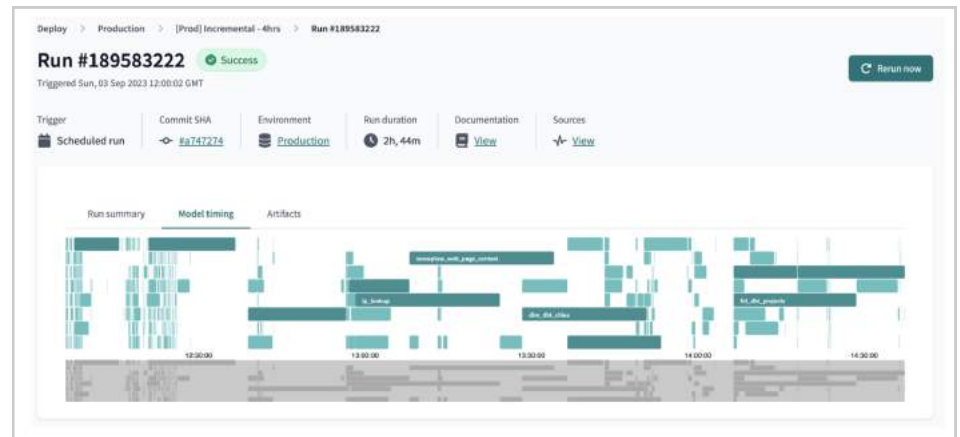 Deploy > Production > [Prod] Incremental - 4hrs > Run #189583222
Run #189583222 Success
Triggered Sun, 03 Sep 2023 12:00:02 GMT
Rerun now
Trigger Commit SHA Environment Run duration Documentation Sources
Scheduled run #a747274 Production 2h, 44m View View
Run summary Model timing Artifacts
ip_lookup
dim_dbt_cities
fct_dbt_projects
12:30:00 13:00:00 13:30:00 14:00:00 14:30:00